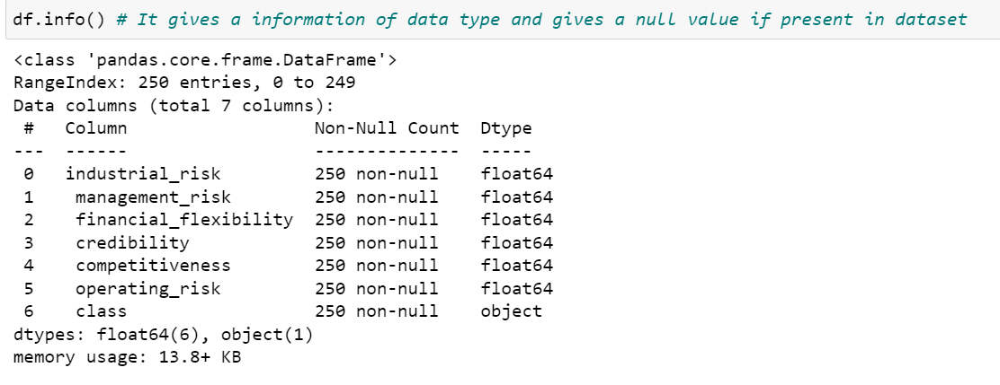 df.info() # It gives a information of data type and gives a null value if present in dataset
<class 'pandas.core.frame.DataFrame'>
RangeIndex: 250 entries, 0 to 249
Data columns (total 7 columns):
 #   Column                  Non-Null Count  Dtype
---  ------                  --------------  -----
 0   industrial_risk         250 non-null    float64
 1    management_risk        250 non-null    float64
 2    financial_flexibility  250 non-null    float64
 3    credibility            250 non-null    float64
 4    competitiveness        250 non-null    float64
 5    operating_risk         250 non-null    float64
 6    class                  250 non-null    object
dtypes: float64(6), object(1)
memory usage: 13.8+ KB